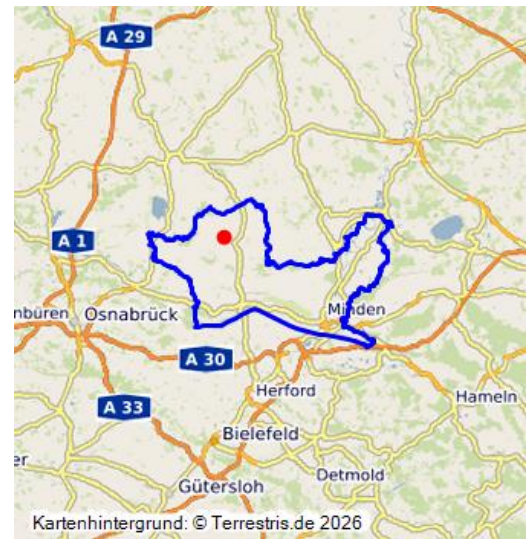 A 29
A 1
nbüren
Osnabrück
Minden
A 30
Herford
Hameln
A 33
Bielefeld
er
Detmold
Gütersloh
Kartenhintergrund: © Terrestris.de 2026